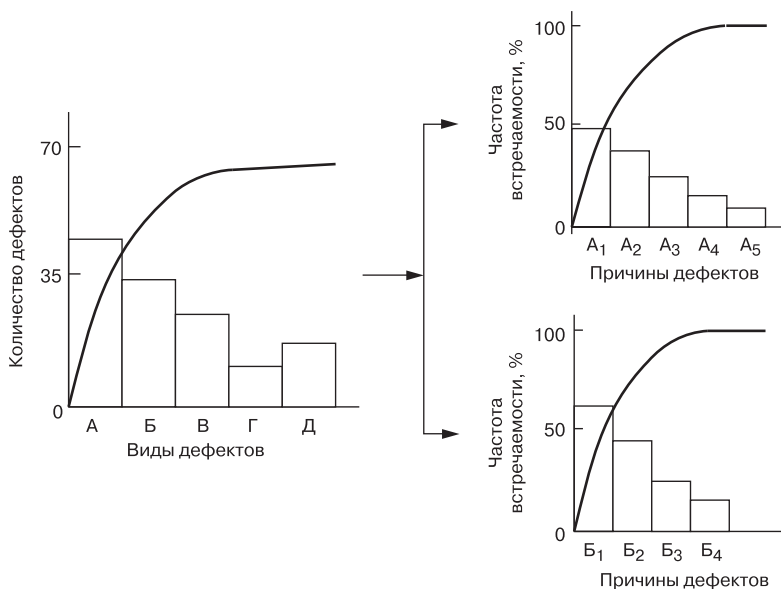 Количество дефектов
70
35
0
А Б В Г Д
Виды дефектов
Частота
встречаемости, %
100
50
0
А1 А2 А3 А4 А5
Причины дефектов
Частота
встречаемости, %
100
50
0
Б1 Б2 Б3 Б4
Причины дефектов